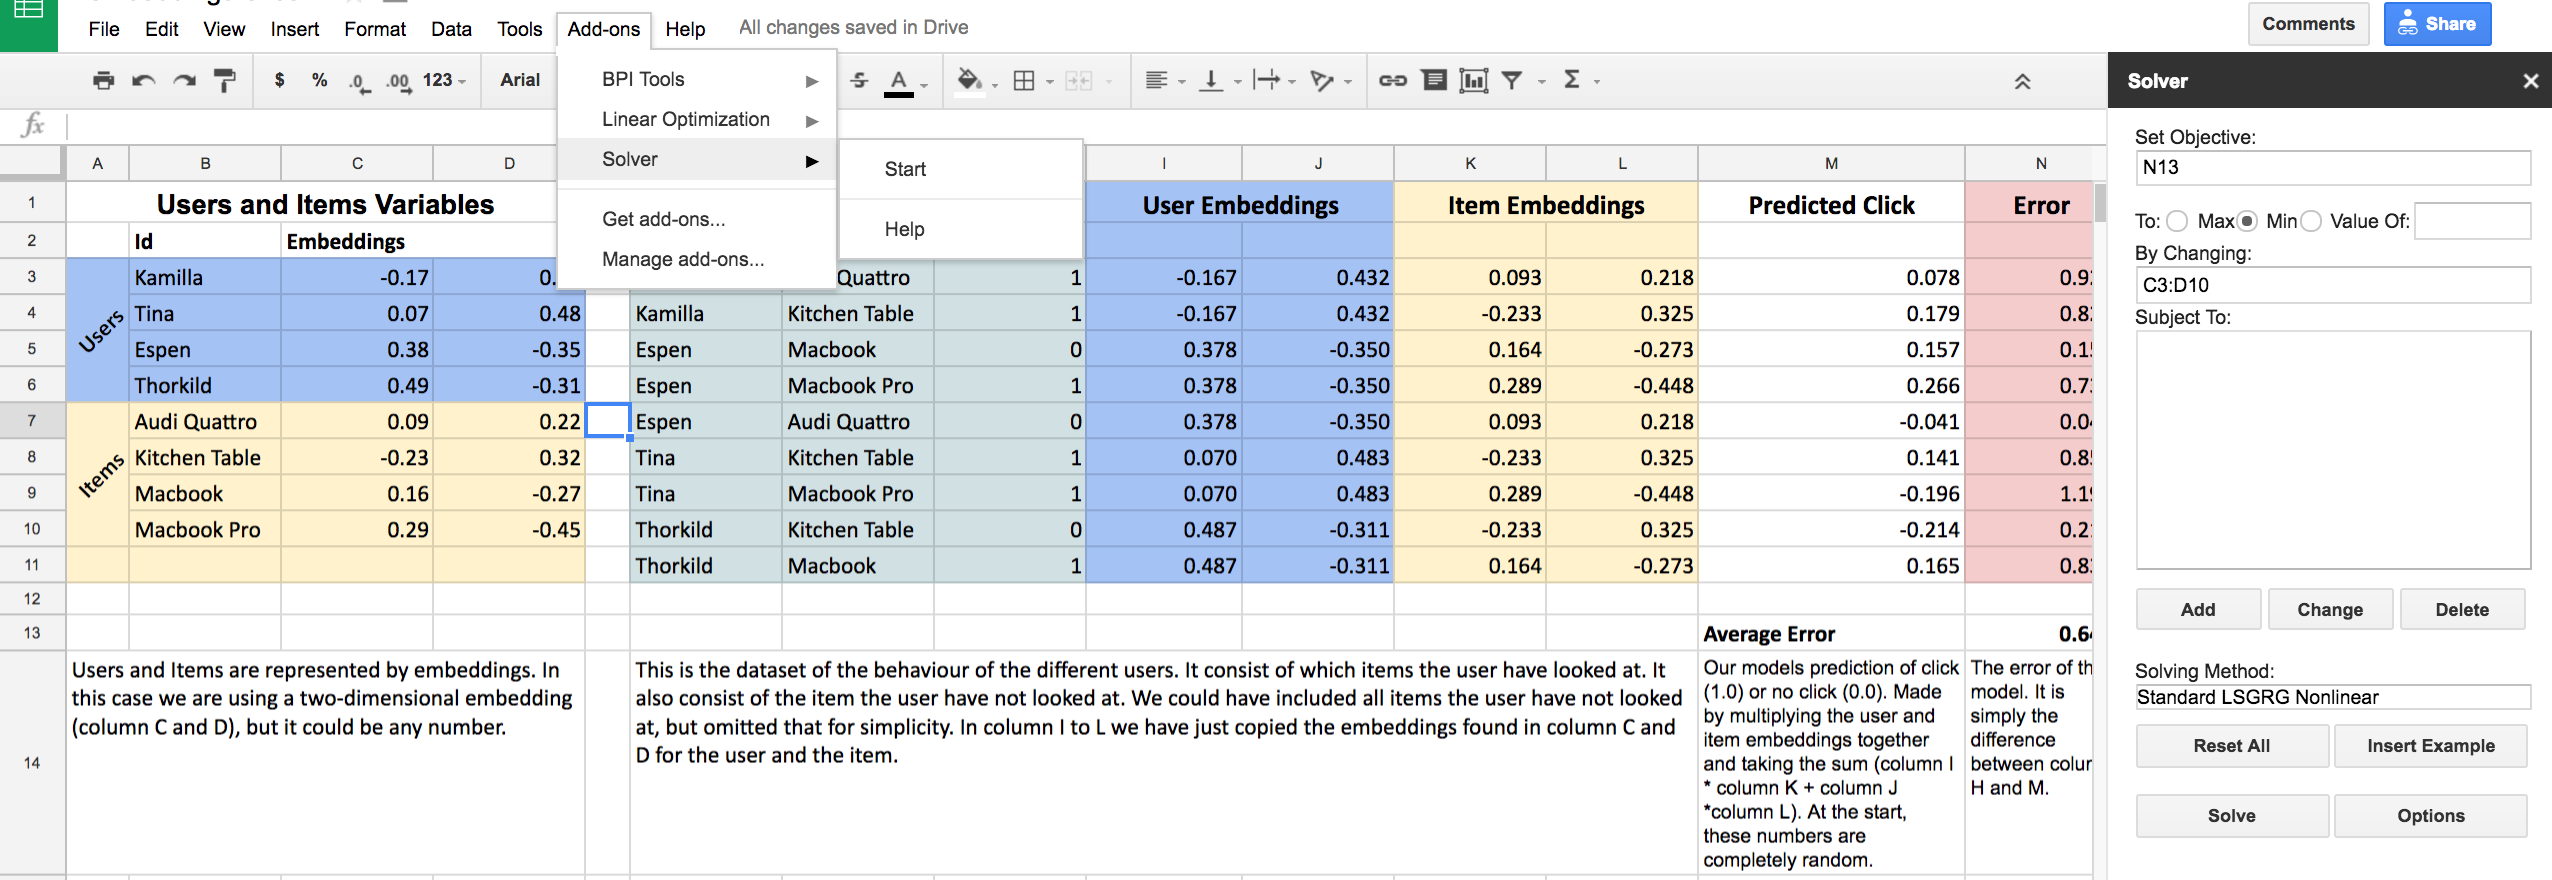 File Edit View Insert Format Data Tools Add-ons Help All changes saved in Drive
Comments Share
$ % .0 .00 123 Arial
BPI Tools
Linear Optimization
Solver
Get add-ons...
Manage add-ons...
Start
Help
fx
A B C D I J K L M N
1 Users and Items Variables User Embeddings Item Embeddings Predicted Click Error
2 Id Embeddings
3 Kamilla -0.17 0. Quattro 1 -0.167 0.432 0.093 0.218 0.078 0.9
4 Tina 0.07 0.48 Kamilla Kitchen Table 1 -0.167 0.432 -0.233 0.325 0.179 0.8
Users
5 Espen 0.38 -0.35 Espen Macbook 0 0.378 -0.350 0.164 -0.273 0.157 0.1
6 Thorkild 0.49 -0.31 Espen Macbook Pro 1 0.378 -0.350 0.289 -0.448 0.266 0.7
7 Audi Quattro 0.09 0.22 Espen Audi Quattro 0 0.378 -0.350 0.093 0.218 -0.041 0.0
8 Kitchen Table -0.23 0.32 Tina Kitchen Table 1 0.070 0.483 -0.233 0.325 0.141 0.8
Items
9 Macbook 0.16 -0.27 Tina Macbook Pro 1 0.070 0.483 0.289 -0.448 -0.196 1.1
10 Macbook Pro 0.29 -0.45 Thorkild Kitchen Table 0 0.487 -0.311 -0.233 0.325 -0.214 0.2
11 Thorkild Macbook 1 0.487 -0.311 0.164 -0.273 0.165 0.8
12
13 Average Error 0.6
14
Users and Items are represented by embeddings. In
this case we are using a two-dimensional embedding
(column C and D), but it could be any number.
This is the dataset of the behaviour of the different users. It consist of which items the user have looked at. It
also consist of the item the user have not looked at. We could have included all items the user have not looked
at, but omitted that for simplicity. In column I to L we have just copied the embeddings found in column C and
D for the user and the item.
Our models prediction of click
(1.0) or no click (0.0). Made
by multiplying the user and
item embeddings together
and taking the sum (column I
* column K + column J
*column L). At the start,
these numbers are
completely random.
The error of th
model. It is
simply the
difference
between colur
H and M.
Solver
Set Objective:
N13
To: Max Min Value Of:
By Changing:
C3:D10
Subject To:
Add Change Delete
Solving Method:
Standard LSGRG Nonlinear
Reset All Insert Example
Solve Options